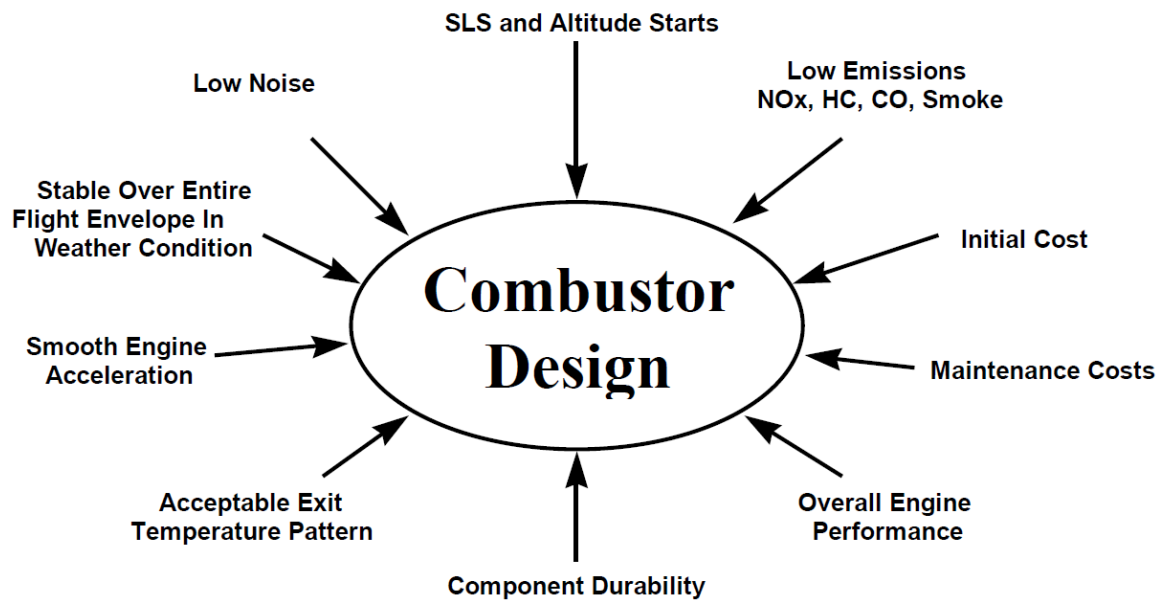 SLS and Altitude Starts
Low Noise
Low Emissions
NOx, HC, CO, Smoke
Stable Over Entire
Flight Envelope In
Weather Condition
Initial Cost
Combustor
Design
Smooth Engine
Acceleration
Maintenance Costs
Acceptable Exit
Temperature Pattern
Overall Engine
Performance
Component Durability